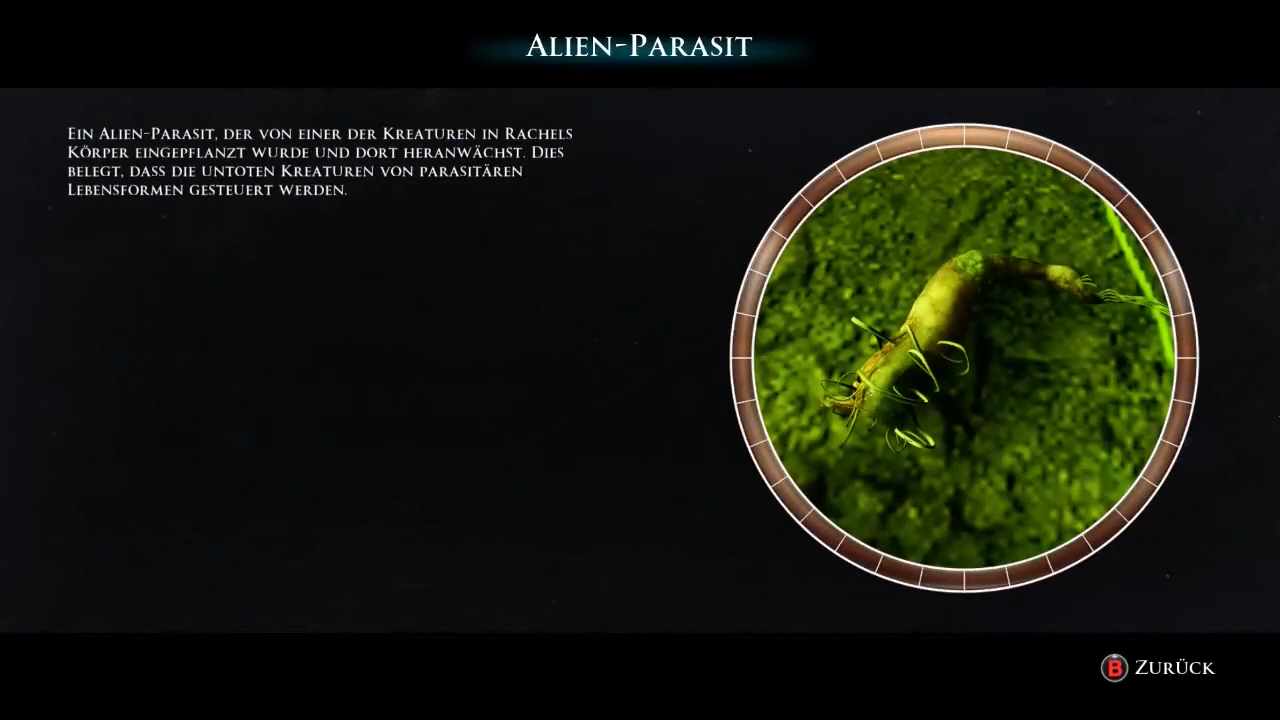 Alien-Parasit
Ein Alien-Parasit, der von einer der Kreaturen in Rachels
Körper eingepflanzt wurde und dort heranwächst. Dies
belegt, dass die untoten Kreaturen von parasitären
Lebensformen gesteuert werden.
B Zurück